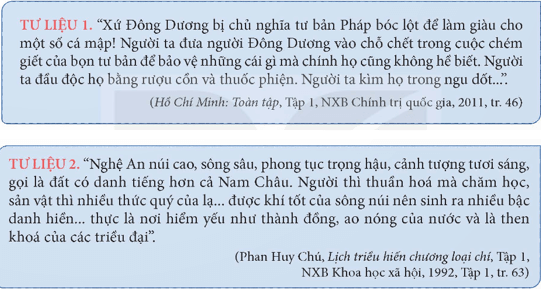 TƯ LIỆU 1. “Xứ Đông Dương bị chủ nghĩa tư bản Pháp bóc lột để làm giàu cho
một số cá mập! Người ta đưa người Đông Dương vào chỗ chết trong cuộc chém
giết của bọn tư bản để bảo vệ những cái gì mà chính họ cũng không hề biết. Người
ta đầu độc họ bằng rượu cồn và thuốc phiện. Người ta kìm họ trong ngu dốt...”.
(Hồ Chí Minh: Toàn tập, Tập 1, NXB Chính trị quốc gia, 2011, tr. 46)
TƯ LIỆU 2. “Nghệ An núi cao, sông sâu, phong tục trọng hậu, cảnh tượng tươi sáng,
gọi là đất có danh tiếng hơn cả Nam Châu. Người thì thuần hoá mà chăm học,
sản vật thì nhiều thức quý của lạ... được khí tốt của sông núi nên sinh ra nhiều bậc
danh hiền... thực là nơi hiểm yếu như thành đồng, ao nóng của nước và là then
khoá của các triều đại”.
(Phan Huy Chú, Lịch triều hiến chương loại chí, Tập 1,
NXB Khoa học xã hội, 1992, Tập 1, tr. 63)